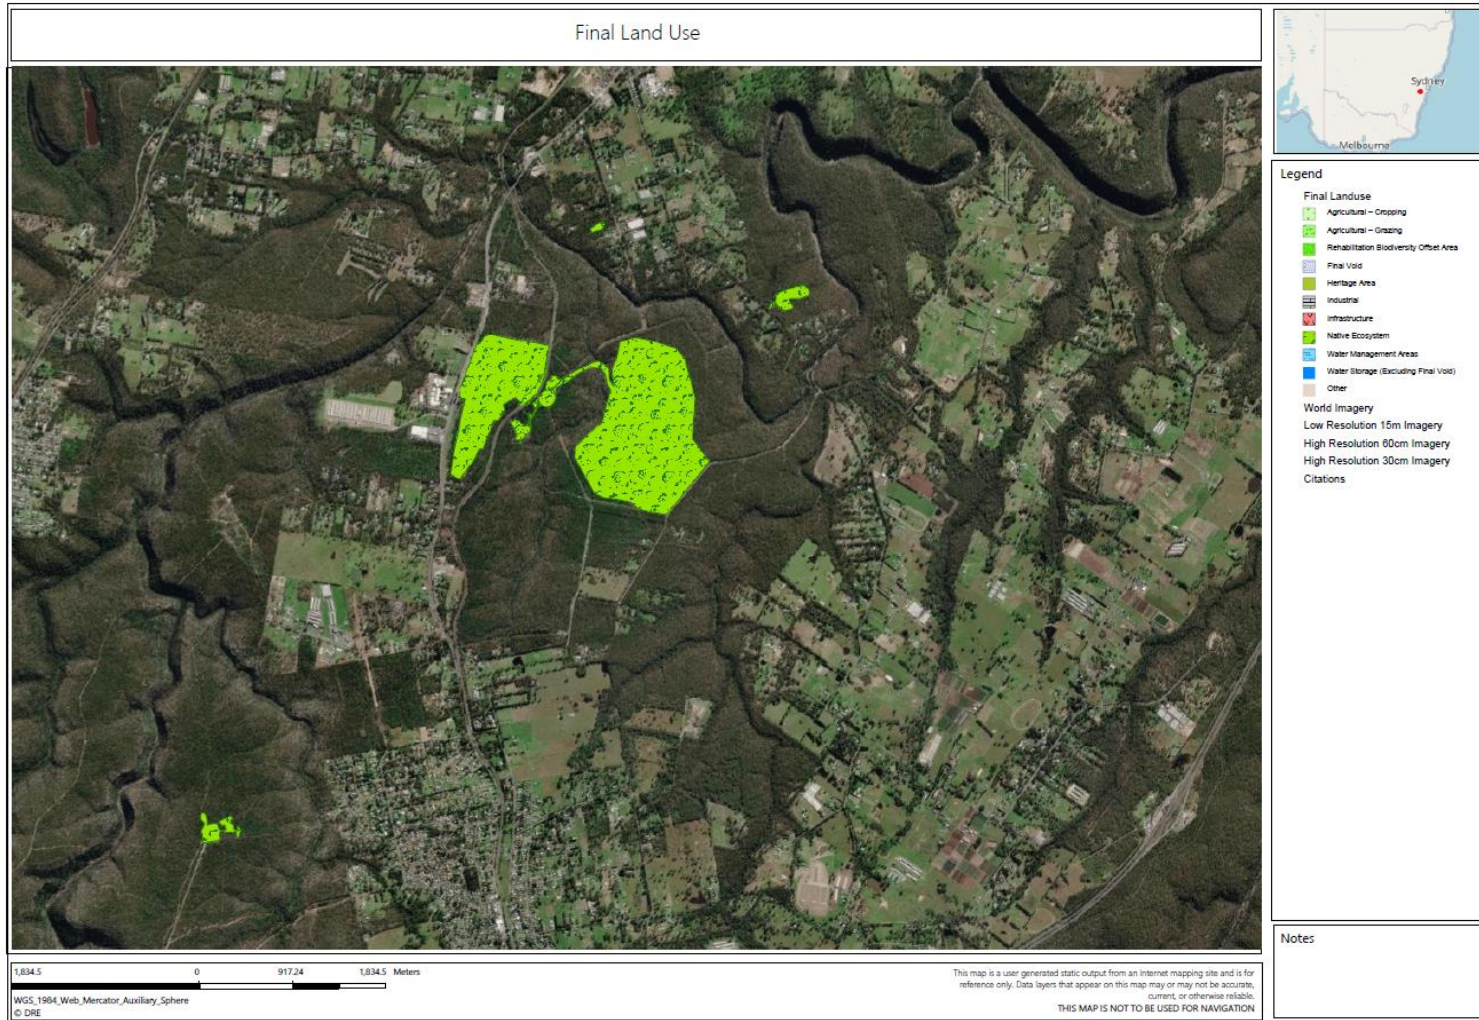 Final Land Use
Sydney
Melbourne
Legend
Final Landuse
Agricultural – Cropping
Agricultural – Grazing
Rehabilitation Biodiversity Offset Area
Final Void
Heritage Area
Industrial
Infrastructure
Native Ecosystem
Water Management Areas
Water Storage (Excluding Final Void)
Other
World Imagery
Low Resolution 15m Imagery
High Resolution 60cm Imagery
High Resolution 30cm Imagery
Citations
Notes
1,834.5 0 917.24 1,834.5 Meters
WGS_1984_Web_Mercator_Auxiliary_Sphere
© DRE
This map is a user generated static output from an Internet mapping site and is for
reference only. Data layers that appear on this map may or may not be accurate,
current, or otherwise reliable.
THIS MAP IS NOT TO BE USED FOR NAVIGATION